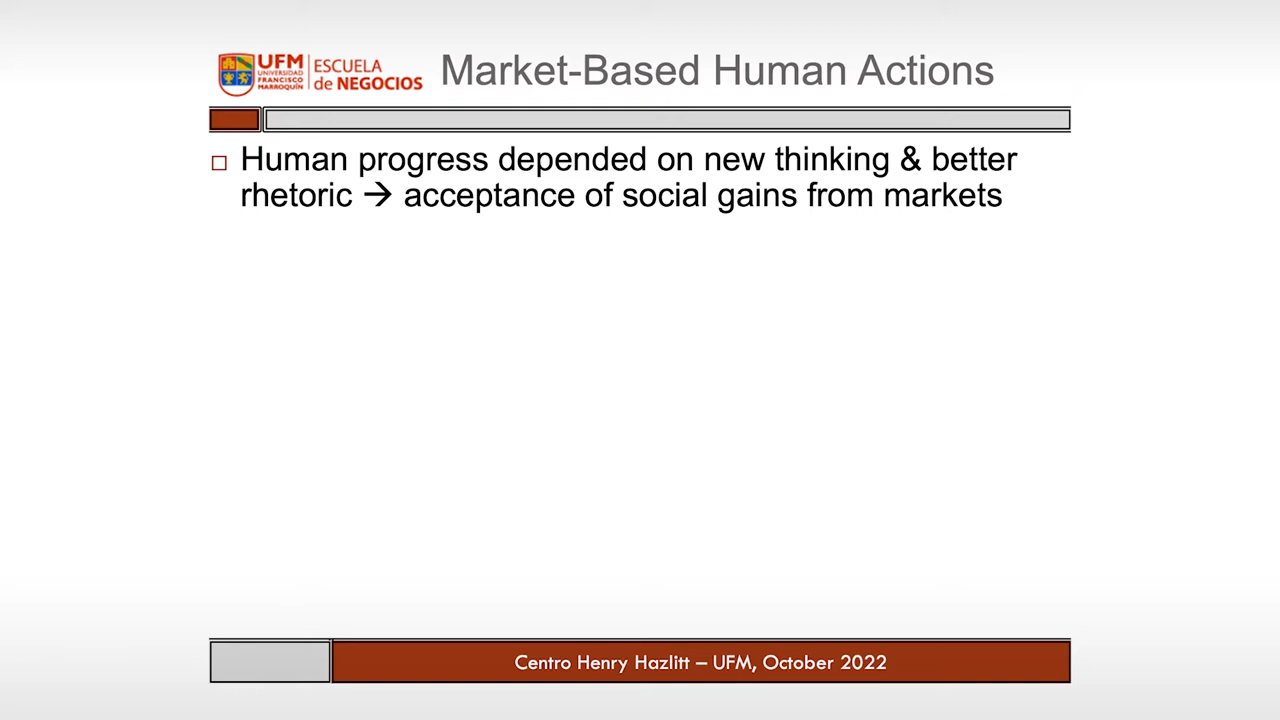 UFM
UNIVERSIDAD
FRANCISCO
MARROQUÍN
ESCUELA
de NEGOCIOS
Market-Based Human Actions
Human progress depended on new thinking & better
rhetoric → acceptance of social gains from markets
Centro Henry Hazlitt – UFM, October 2022